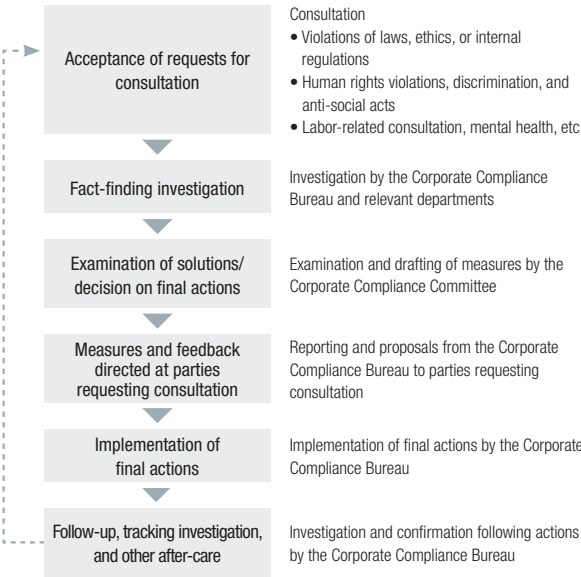 Acceptance of requests for
consultation
Consultation
• Violations of laws, ethics, or internal
regulations
• Human rights violations, discrimination, and
anti-social acts
• Labor-related consultation, mental health, etc
Fact-finding investigation
Investigation by the Corporate Compliance
Bureau and relevant departments
Examination of solutions/
decision on final actions
Examination and drafting of measures by the
Corporate Compliance Committee
Measures and feedback
directed at parties
requesting consultation
Reporting and proposals from the Corporate
Compliance Bureau to parties requesting
consultation
Implementation of
final actions
Implementation of final actions by the Corporate
Compliance Bureau
Follow-up, tracking investigation,
and other after-care
Investigation and confirmation following actions
by the Corporate Compliance Bureau